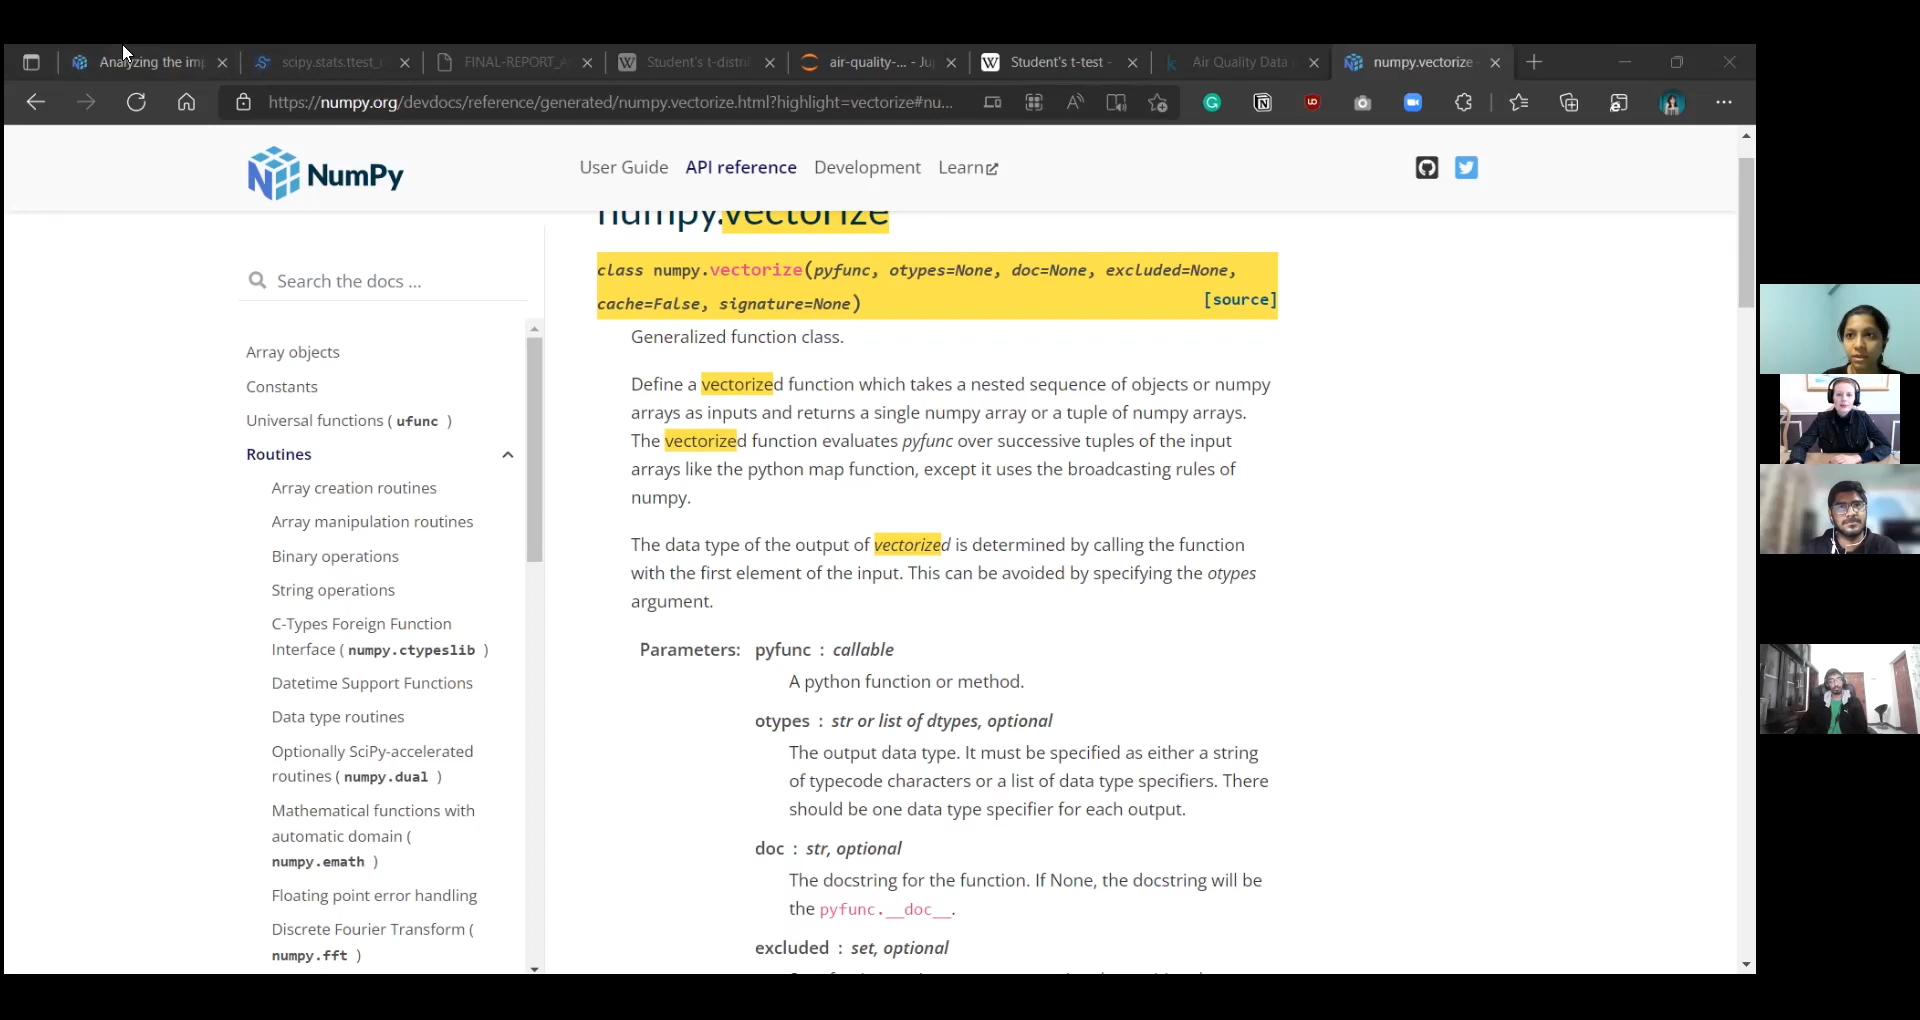 Analyzing the imp
scipy.stats.ttest_
FINAL-REPORT_A
Student's t-distri
air-quality-... - Ju
Student's t-test -
Air Quality Data
numpy.vectorize
https://numpy.org/devdocs/reference/generated/numpy.vectorize.html?highlight=vectorize#nu...
NumPy
User Guide
API reference
Development
Learn
numpy.vectorize
class numpy.vectorize(pyfunc, otypes=None, doc=None, excluded=None,
cache=False, signature=None)
[source]
Generalized function class.
Define a vectorized function which takes a nested sequence of objects or numpy
arrays as inputs and returns a single numpy array or a tuple of numpy arrays.
The vectorized function evaluates pyfunc over successive tuples of the input
arrays like the python map function, except it uses the broadcasting rules of
numpy.
The data type of the output of vectorized is determined by calling the function
with the first element of the input. This can be avoided by specifying the otypes
argument.
Parameters:
pyfunc : callable
A python function or method.
otypes : str or list of dtypes, optional
The output data type. It must be specified as either a string
of typecode characters or a list of data type specifiers. There
should be one data type specifier for each output.
doc : str, optional
The docstring for the function. If None, the docstring will be
the pyfunc.__doc__.
excluded : set, optional
Search the docs ...
Array objects
Constants
Universal functions ( ufunc )
Routines
Array creation routines
Array manipulation routines
Binary operations
String operations
C-Types Foreign Function
Interface ( numpy.ctypeslib )
Datetime Support Functions
Data type routines
Optionally SciPy-accelerated
routines ( numpy.dual )
Mathematical functions with
automatic domain (
numpy.emath )
Floating point error handling
Discrete Fourier Transform (
numpy.fft )